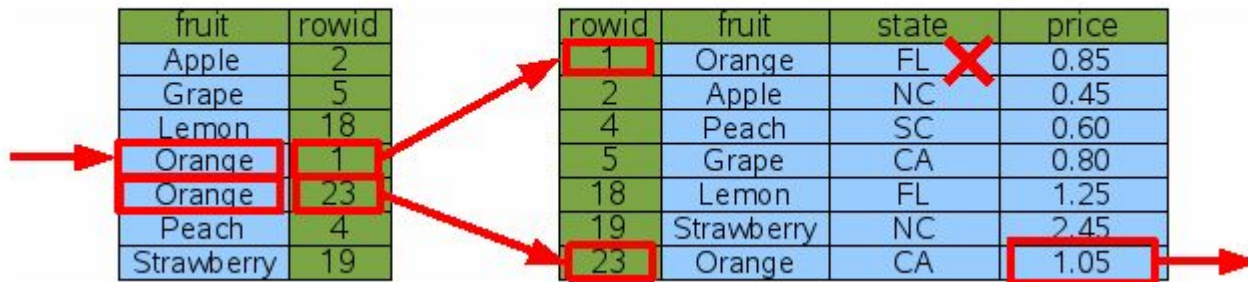 fruit rowid
Apple 2
Grape 5
Lemon 18
Orange 1
Orange 23
Peach 4
Strawberry 19
rowid fruit state price
1 Orange FL 0.85
2 Apple NC 0.45
4 Peach SC 0.60
5 Grape CA 0.80
18 Lemon FL 1.25
19 Strawberry NC 2.45
23 Orange CA 1.05